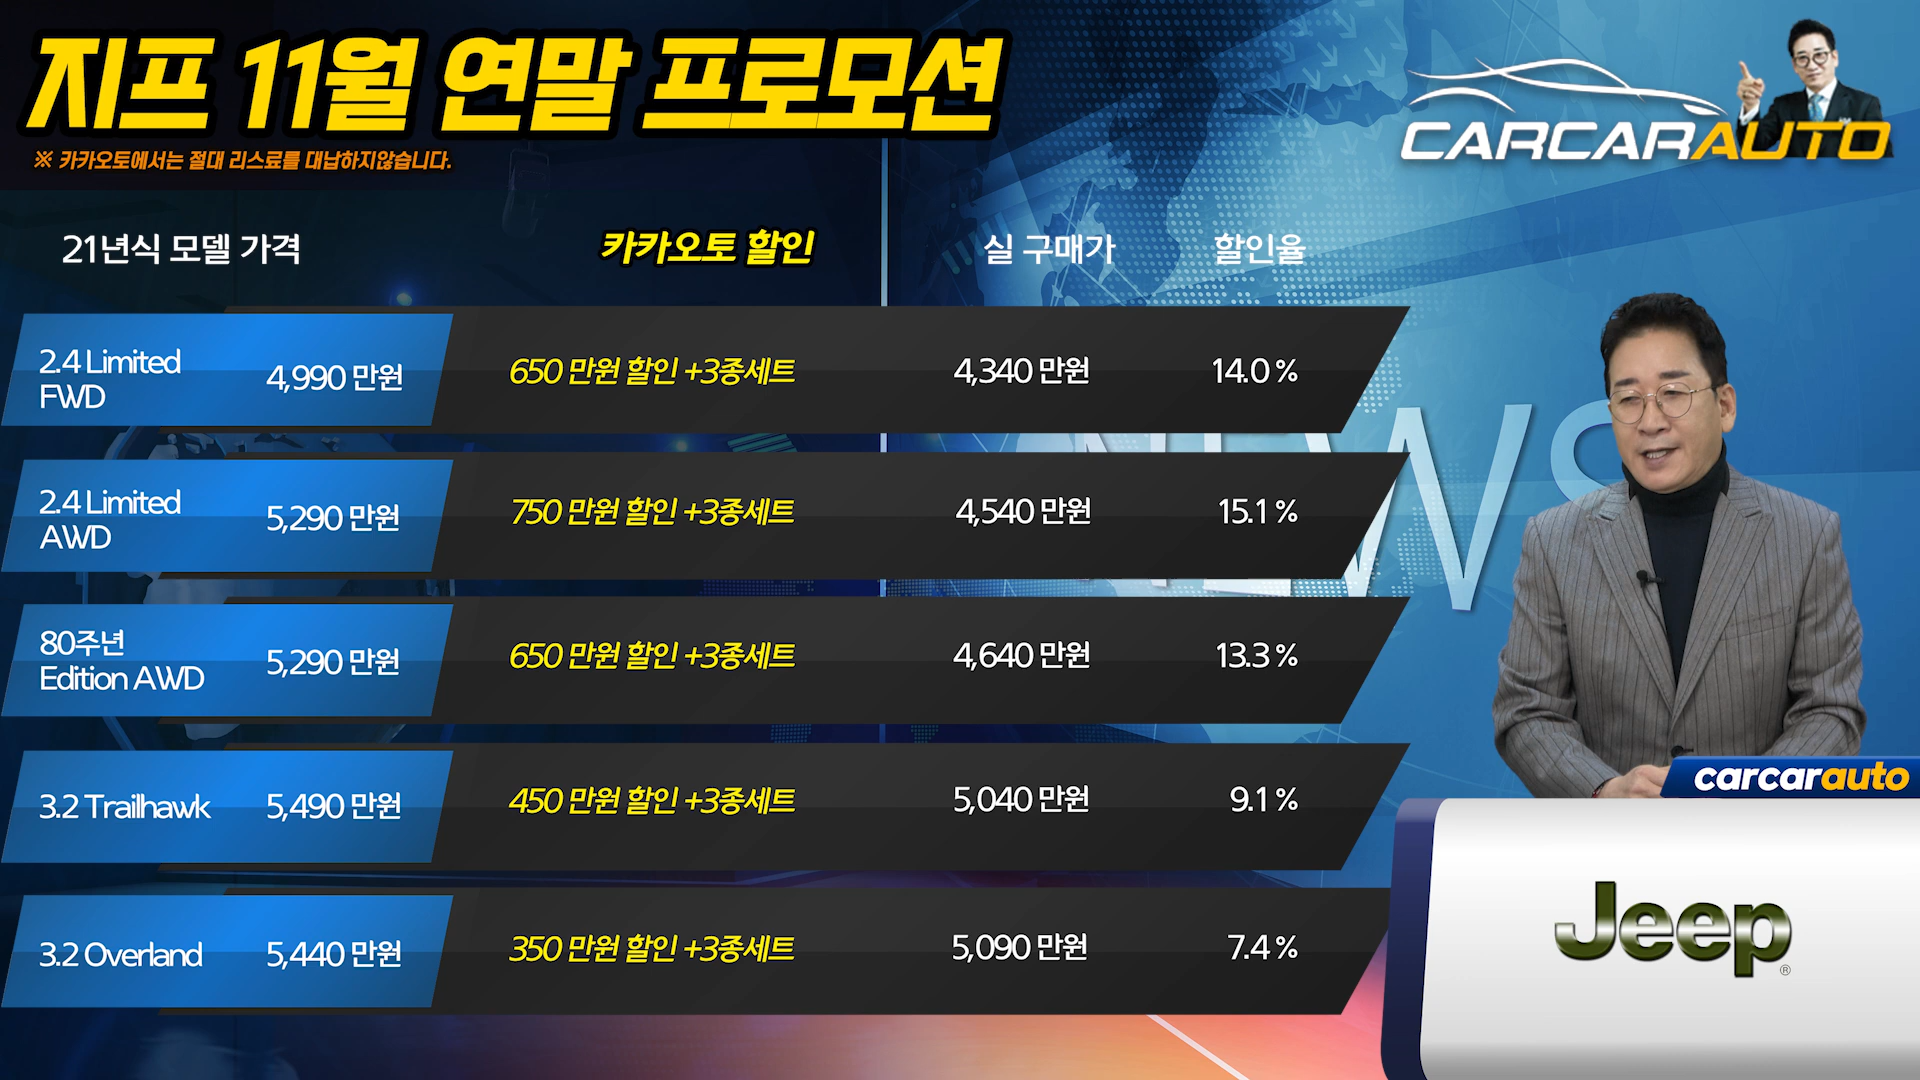 지프 11월 연말 프로모션
※ 카카오토에서는 절대 리스료를 대납하지않습니다.
CARCARAUTO
21년식 모델 가격 카카오토 할인 실 구매가 할인율
2.4 Limited
FWD
4,990 만원 650 만원 할인 +3종세트 4,340 만원 14.0 %
2.4 Limited
AWD
5,290 만원 750 만원 할인 +3종세트 4,540 만원 15.1 %
80주년
Edition AWD
5,290 만원 650 만원 할인 +3종세트 4,640 만원 13.3 %
3.2 Trailhawk 5,490 만원 450 만원 할인 +3종세트 5,040 만원 9.1 %
3.2 Overland 5,440 만원 350 만원 할인 +3종세트 5,090 만원 7.4 %
NEWS
carcarauto
Jeep®